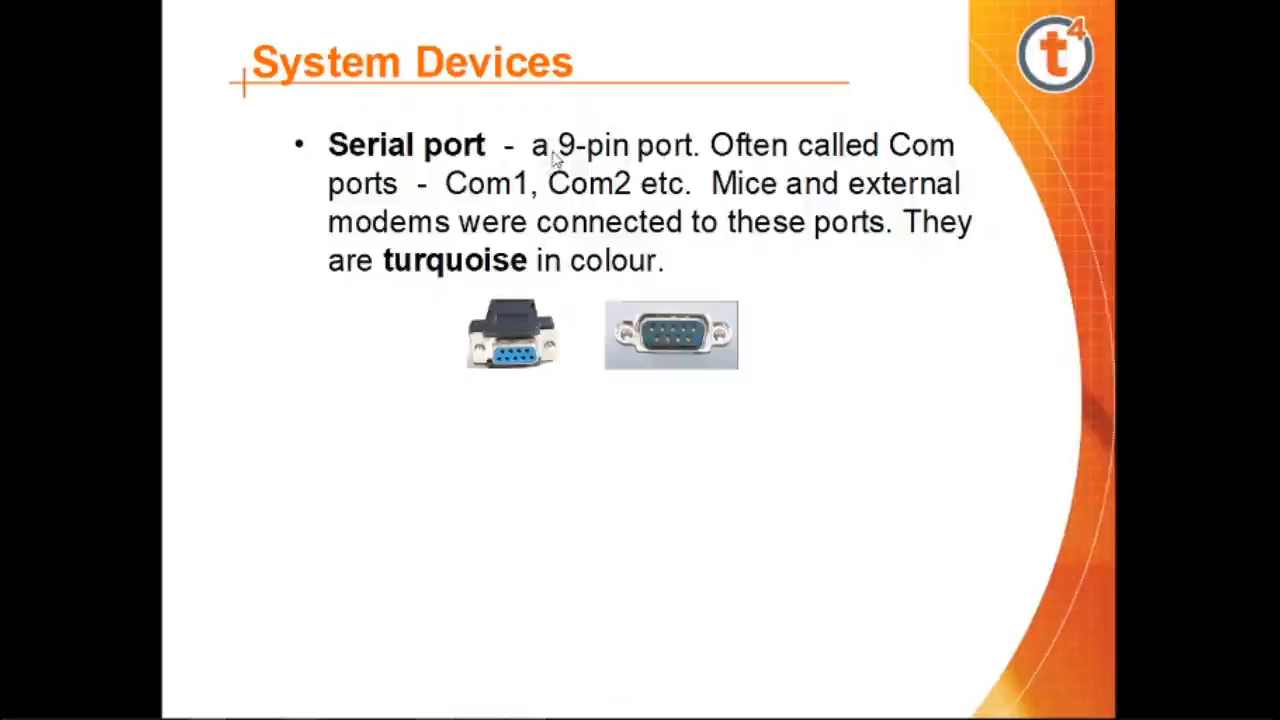 t4
System Devices
• Serial port - a 9-pin port. Often called Com
ports - Com1, Com2 etc. Mice and external
modems were connected to these ports. They
are turquoise in colour.